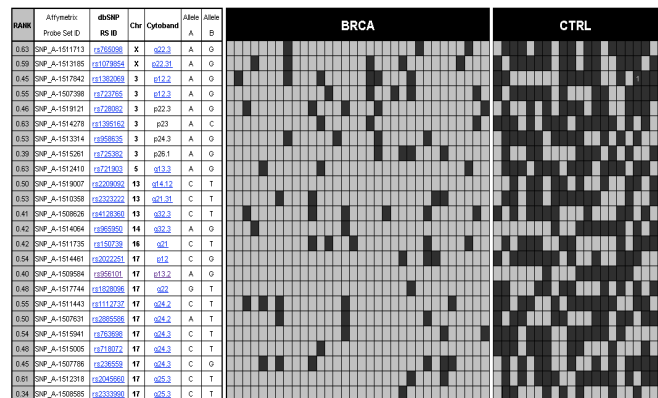 RANK Affymetrix Probe Set ID dbSNP RS ID Chr Cytoband Allele A Allele B BRCA CTRL
0.63 SNP_A-1511713 rs765098 X q22.3 A G
0.59 SNP_A-1513185 rs1079854 X p22.31 A G
0.45 SNP_A-1517842 rs1382069 3 p12.2 A G
0.55 SNP_A-1507398 rs723765 3 p12.3 A G
0.46 SNP_A-1519121 rs728082 3 p22.3 A G
0.63 SNP_A-1514278 rs1395162 3 p23 A C
0.53 SNP_A-1513314 rs958635 3 p24.3 A G
0.39 SNP_A-1515261 rs725382 3 p26.1 A G
0.63 SNP_A-1512410 rs721903 5 q13.3 A G
0.50 SNP_A-1519007 rs2209092 13 q14.12 C T
0.53 SNP_A-1510358 rs2323222 13 q21.31 C T
0.41 SNP_A-1508626 rs4128360 13 q32.3 C T
0.42 SNP_A-1514064 rs965950 14 q32.3 A G
0.42 SNP_A-1511735 rs150739 16 q21 C T
0.54 SNP_A-1514461 rs2022251 17 p12 C G
0.40 SNP_A-1509584 rs956101 17 p13.2 A G
0.48 SNP_A-1517744 rs1828096 17 q22 G T
0.55 SNP_A-1511443 rs1112737 17 q24.2 C T
0.50 SNP_A-1507631 rs2885586 17 q24.2 A T
0.54 SNP_A-1515941 rs763698 17 q24.3 C T
0.48 SNP_A-1515005 rs718072 17 q24.3 C T
0.45 SNP_A-1507786 rs236559 17 q24.3 C G
0.61 SNP_A-1512318 rs2045660 17 q25.3 C T
0.34 SNP_A-1508585 rs2333990 17 q25.3 C T